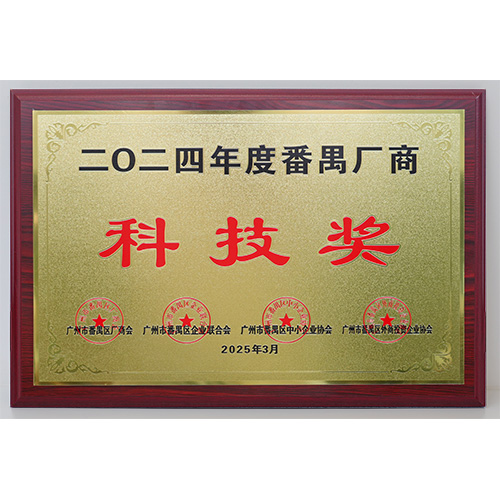 二〇二四年度番禺厂商
科技奖
广州市番禺区厂商会 广州市番禺区企业联合会 广州市番禺区中小企业协会 广州市番禺区外商投资企业协会
2025年3月